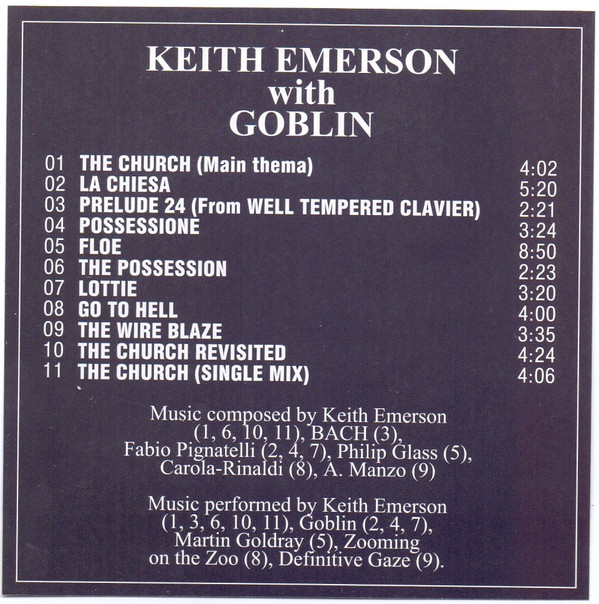 KEITH EMERSON
with
GOBLIN
01 THE CHURCH (Main thema) 4:02
02 LA CHIESA 5:20
03 PRELUDE 24 (From WELL TEMPERED CLAVIER) 2:21
04 POSSESSIONE 3:24
05 FLOE 8:50
06 THE POSSESSION 2:23
07 LOTTIE 3:20
08 GO TO HELL 4:00
09 THE WIRE BLAZE 3:35
10 THE CHURCH REVISITED 4:24
11 THE CHURCH (SINGLE MIX) 4:06
Music composed by Keith Emerson
(1, 6, 10, 11), BACH (3),
Fabio Pignatelli (2, 4, 7), Philip Glass (5),
Carola-Rinaldi (8), A. Manzo (9)
Music performed by Keith Emerson
(1, 3, 6, 10, 11), Goblin (2, 4, 7),
Martin Goldray (5), Zooming
on the Zoo (8), Definitive Gaze (9).